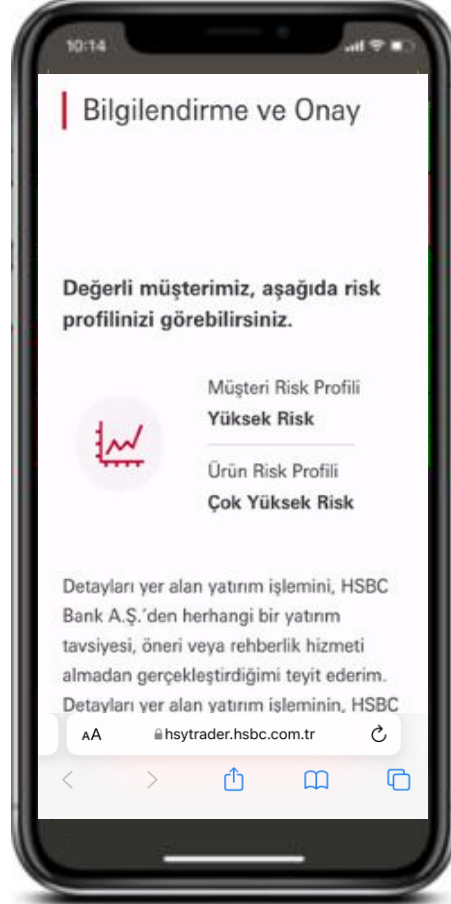 10:14
Bilgilendirme ve Onay
Değerli müşterimiz, aşağıda risk
profilinizi görebilirsiniz.
Müşteri Risk Profili
Yüksek Risk
Ürün Risk Profili
Çok Yüksek Risk
Detayları yer alan yatırım işlemini, HSBC
Bank A.Ş.'den herhangi bir yatırım
tavsiyesi, öneri veya rehberlik hizmeti
almadan gerçekleştirdiğimi teyit ederim.
Detayları yer alan yatırım işleminin, HSBC
AA hsytrader.hsbc.com.tr